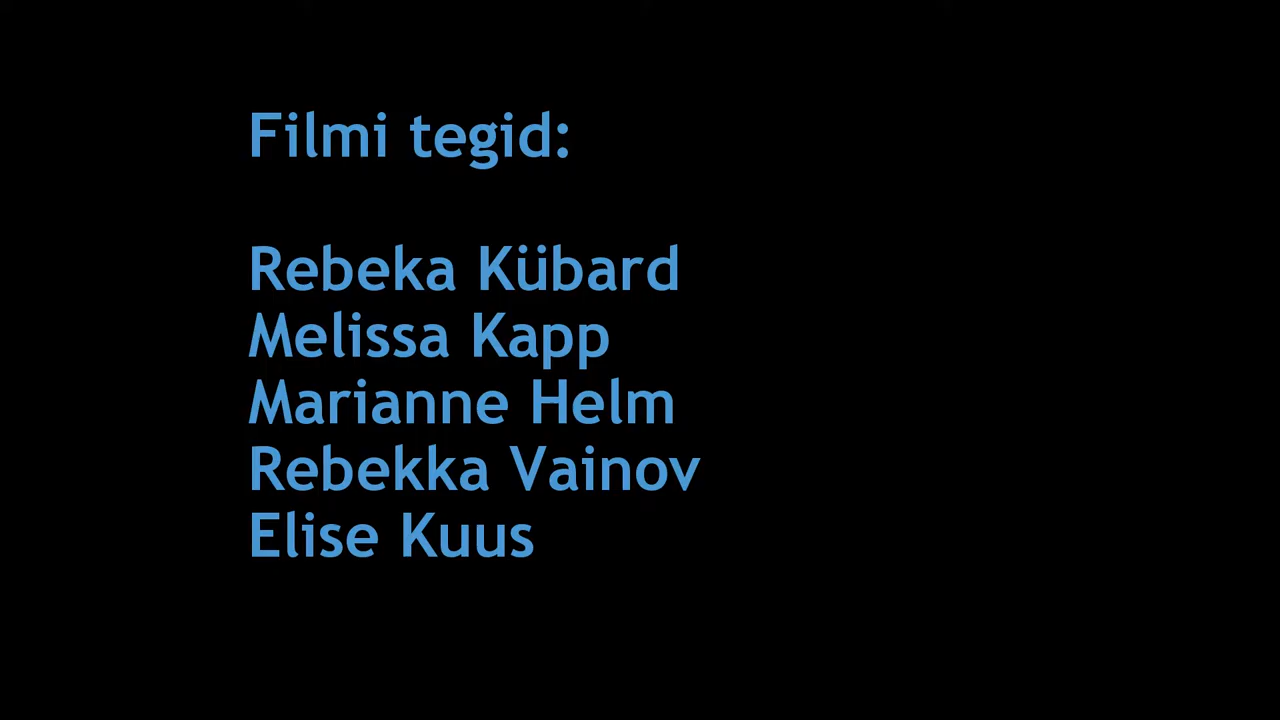 Filmi tegid:
Rebeka Kübard
Melissa Kapp
Marianne Helm
Rebekka Vainov
Elise Kuus